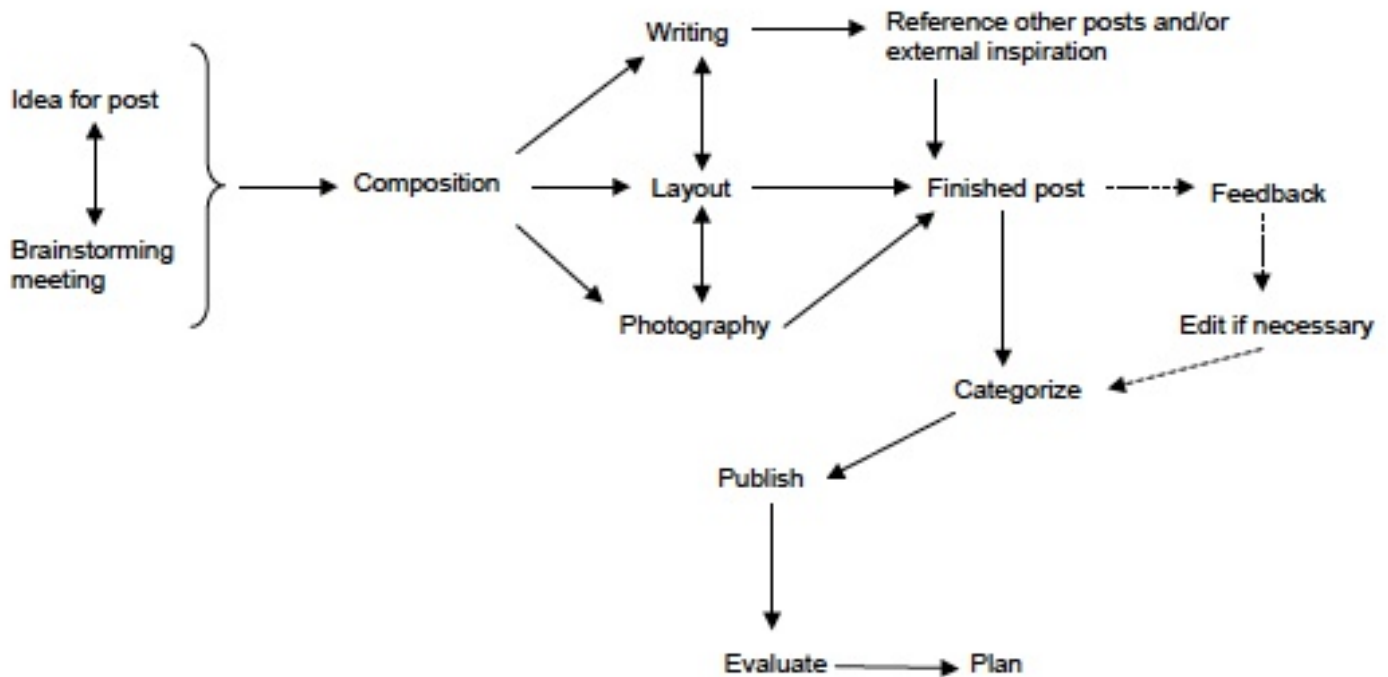 Writing
Reference other posts and/or
external inspiration
Idea for post
Composition
Layout
Finished post
Feedback
Brainstorming
meeting
Photography
Edit if necessary
Categorize
Publish
Evaluate
Plan